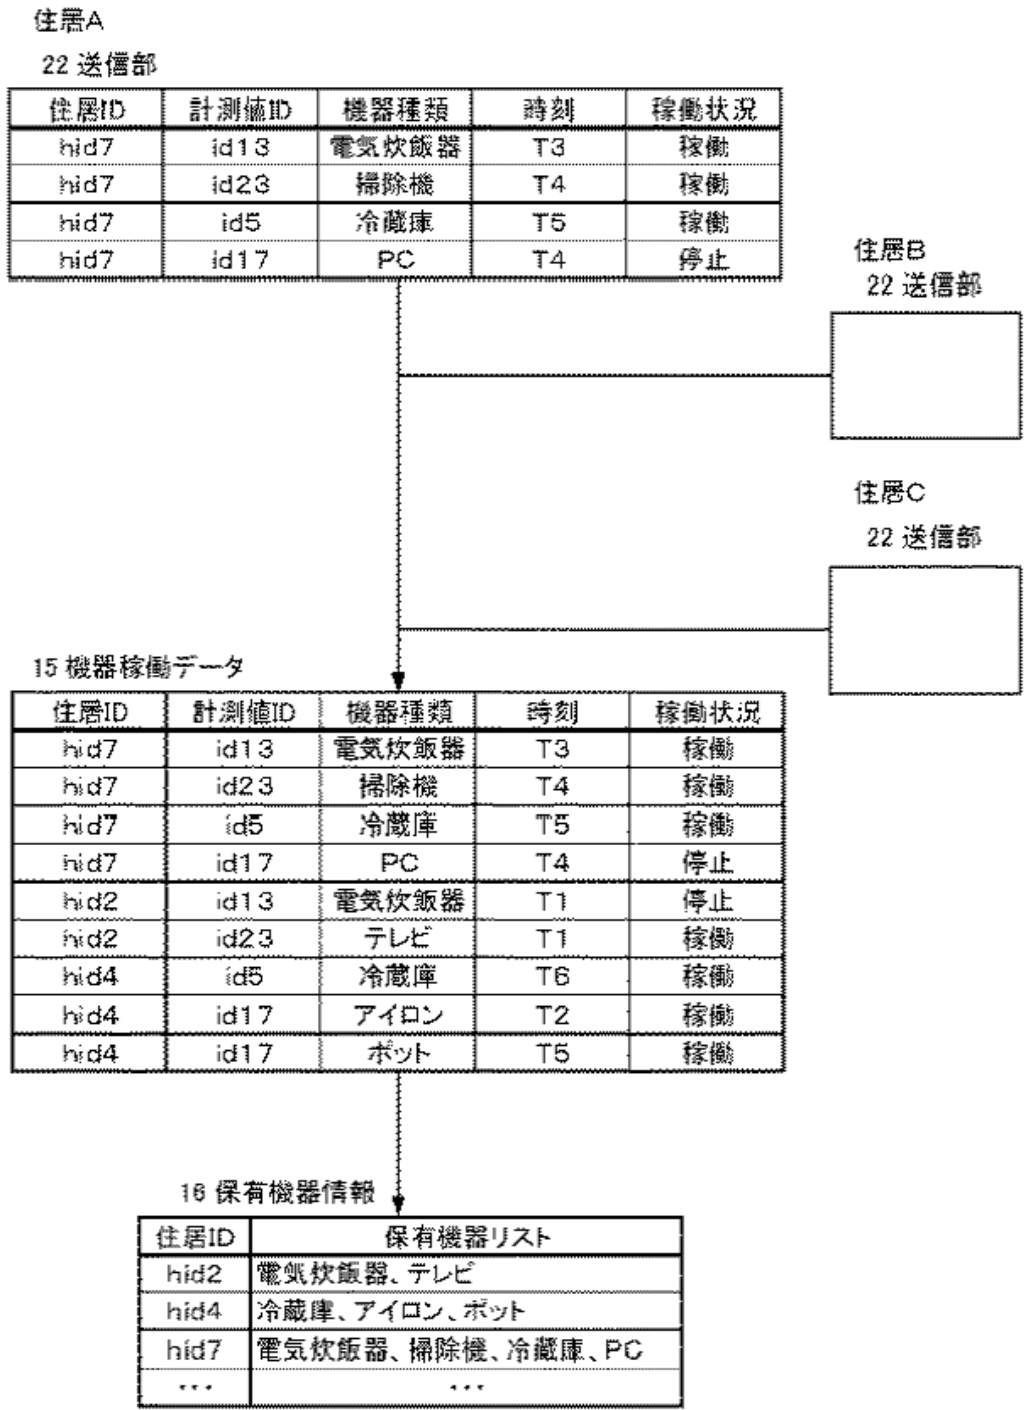 住居A
22 送信部
住居ID 計測値ID 機器種類 時刻 稼働状況
hid7 id13 電気炊飯器 T3 稼働
hid7 id23 掃除機 T4 稼働
hid7 id5 冷蔵庫 T5 稼働
hid7 id17 PC T4 停止
住居B
22 送信部
住居C
22 送信部
15 機器稼働データ
住居ID 計測値ID 機器種類 時刻 稼働状況
hid7 id13 電気炊飯器 T3 稼働
hid7 id23 掃除機 T4 稼働
hid7 id5 冷蔵庫 T5 稼働
hid7 id17 PC T4 停止
hid2 id13 電気炊飯器 T1 停止
hid2 id23 テレビ T1 稼働
hid4 id5 冷蔵庫 T6 稼働
hid4 id17 アイロン T2 稼働
hid4 id17 ポット T5 稼働
16 保有機器情報
住居ID 保有機器リスト
hid2 電気炊飯器、テレビ
hid4 冷蔵庫、アイロン、ポット
hid7 電気炊飯器、掃除機、冷蔵庫、PC
・・・ ・・・